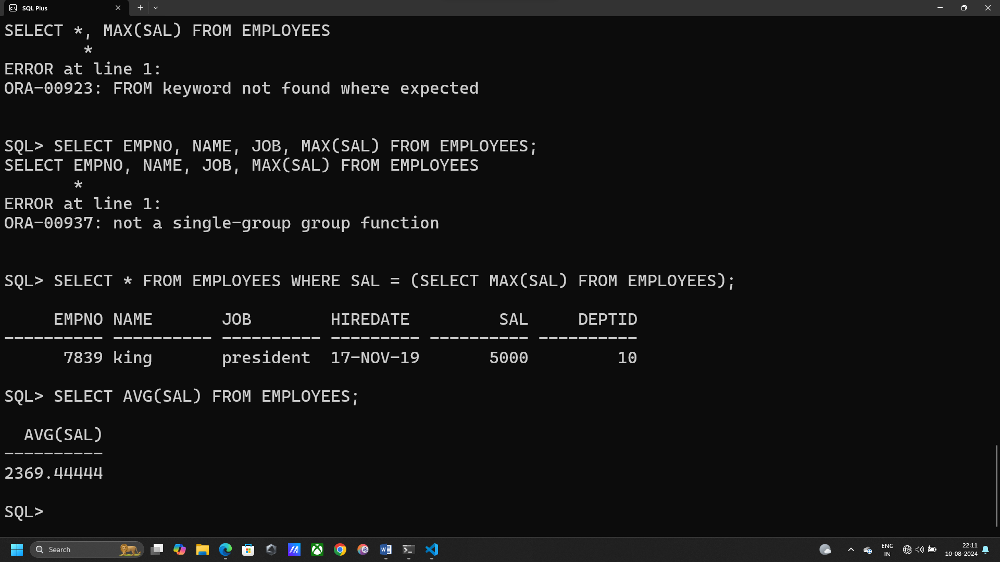 SQL Plus
SELECT *, MAX(SAL) FROM EMPLOYEES
        *
ERROR at line 1:
ORA-00923: FROM keyword not found where expected
SQL> SELECT EMPNO, NAME, JOB, MAX(SAL) FROM EMPLOYEES;
SELECT EMPNO, NAME, JOB, MAX(SAL) FROM EMPLOYEES
       *
ERROR at line 1:
ORA-00937: not a single-group group function
SQL> SELECT * FROM EMPLOYEES WHERE SAL = (SELECT MAX(SAL) FROM EMPLOYEES);
     EMPNO NAME       JOB        HIREDATE         SAL     DEPTID
---------- ---------- ---------- --------- ---------- ----------
      7839 king       president  17-NOV-19       5000         10
SQL> SELECT AVG(SAL) FROM EMPLOYEES;
  AVG(SAL)
----------
2369.44444
SQL>
Search
ENG
IN
22:11
10-08-2024